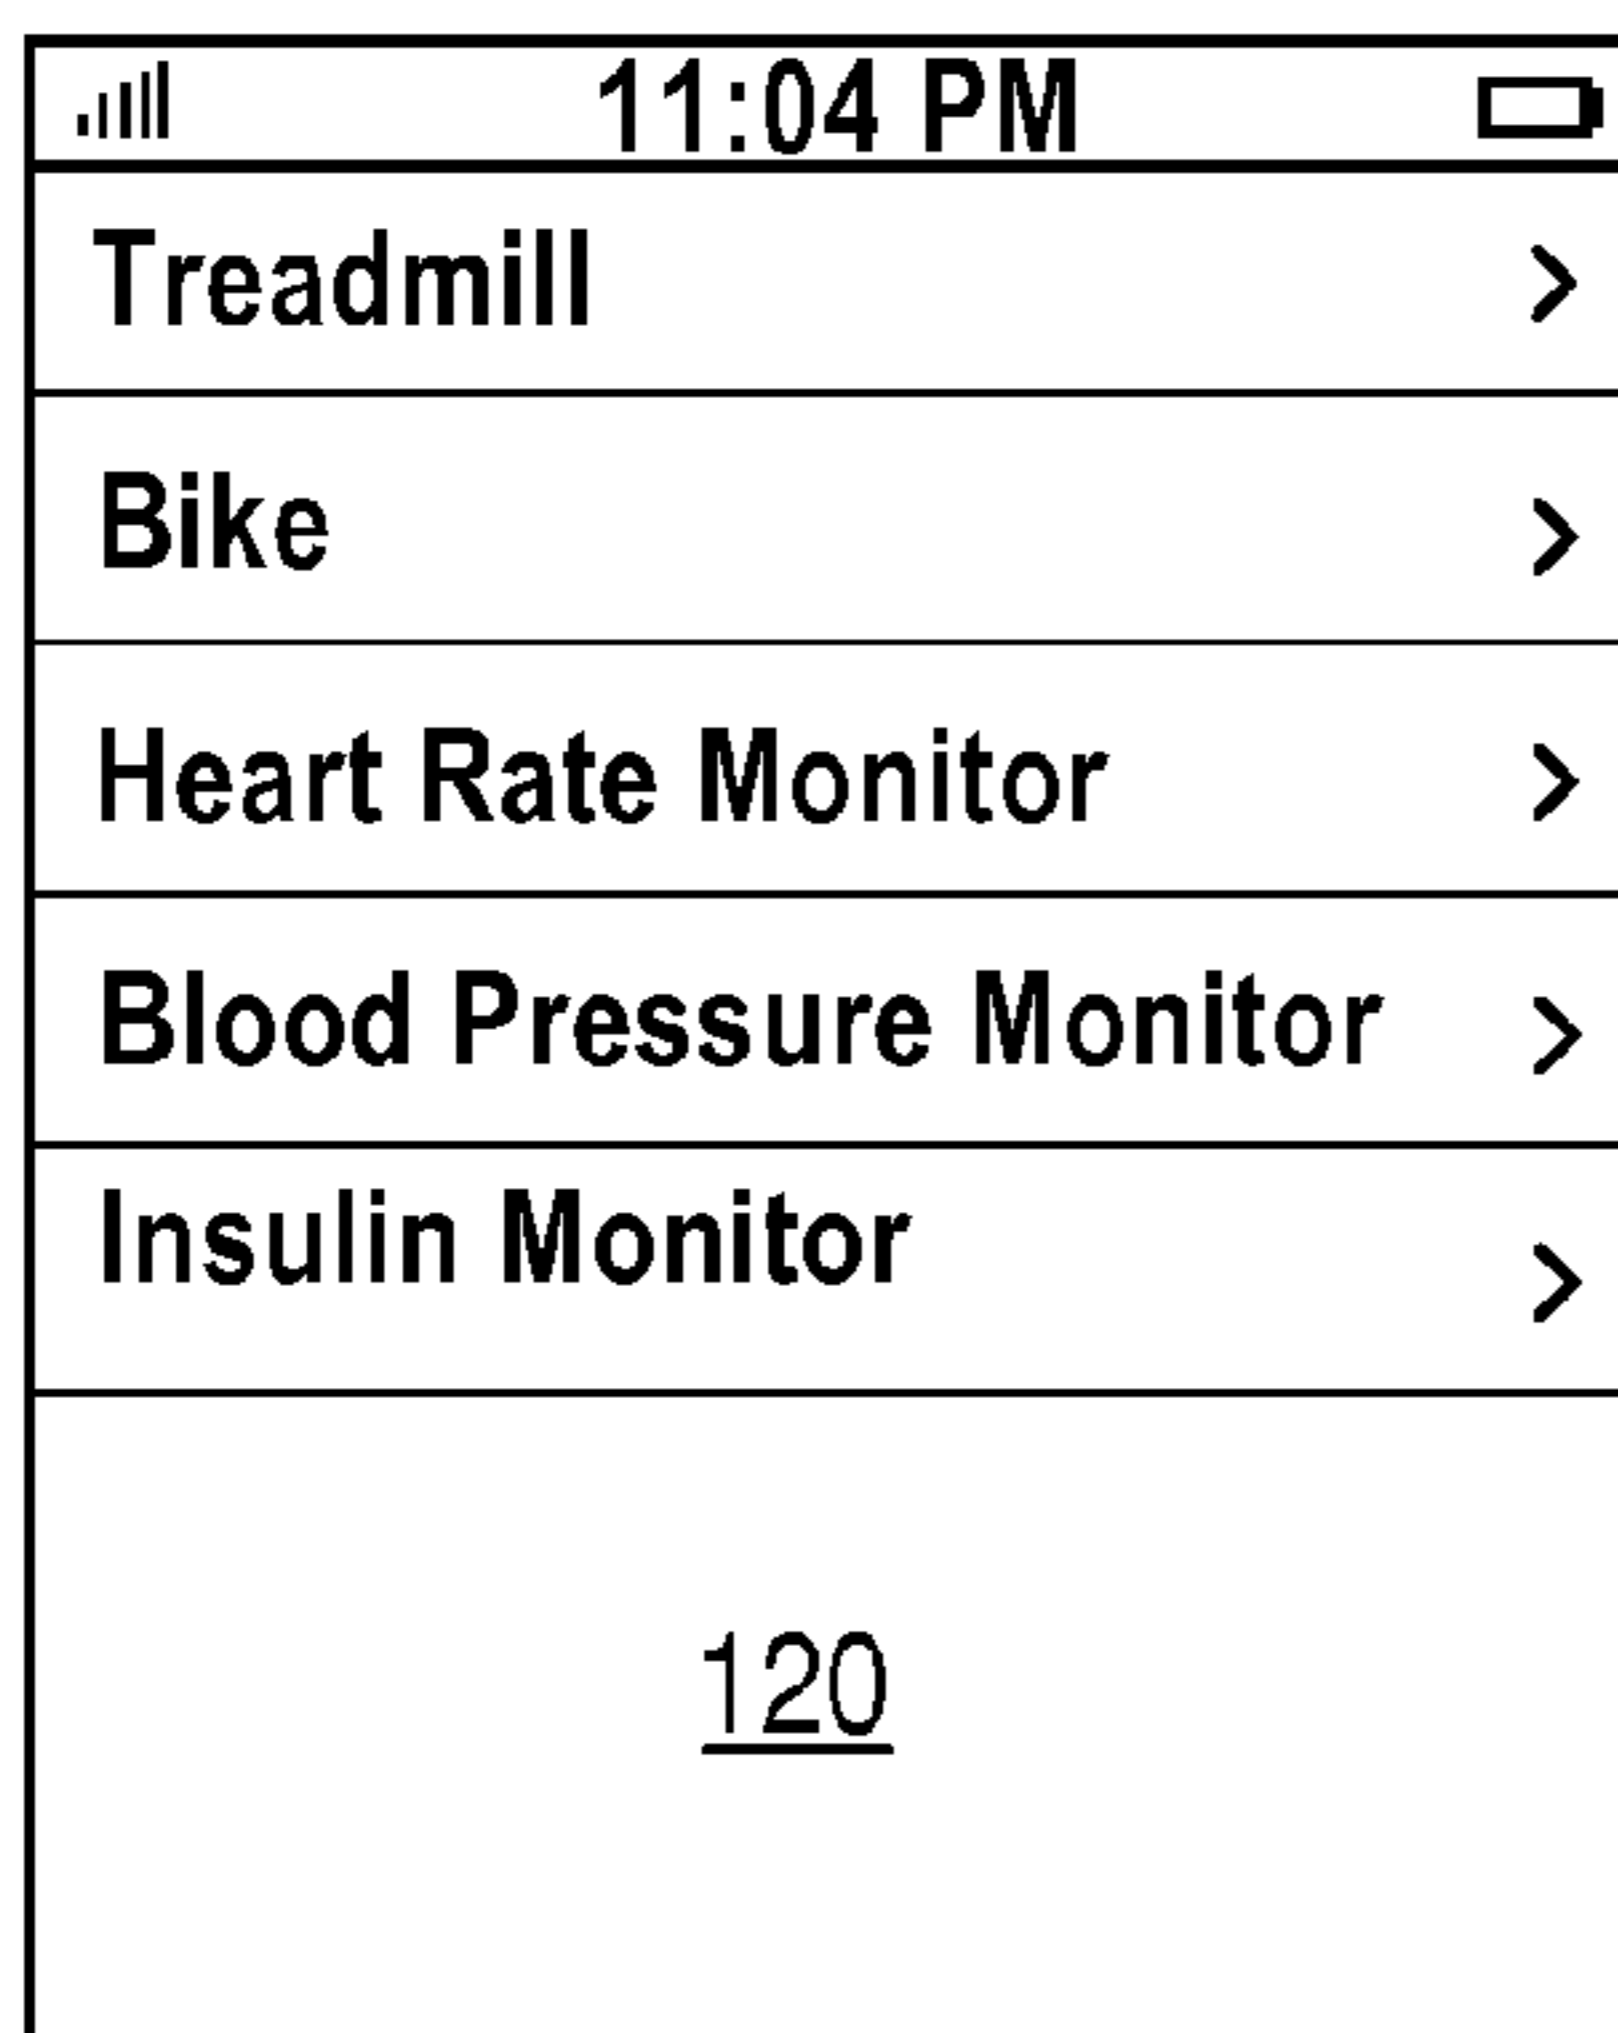 11:04 PM
Treadmill
Bike
Heart Rate Monitor
Blood Pressure Monitor
Insulin Monitor
120